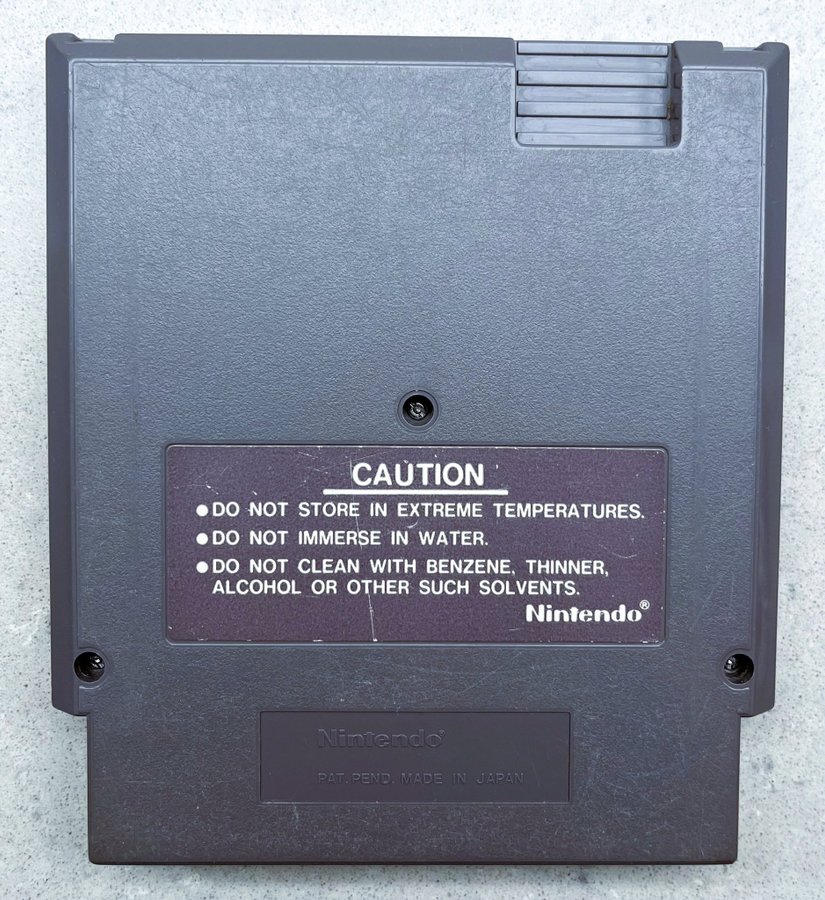 CAUTION
●DO NOT STORE IN EXTREME TEMPERATURES.
●DO NOT IMMERSE IN WATER.
●DO NOT CLEAN WITH BENZENE, THINNER,
ALCOHOL OR OTHER SUCH SOLVENTS.
Nintendo®
Nintendo®
PAT. PEND. MADE IN JAPAN